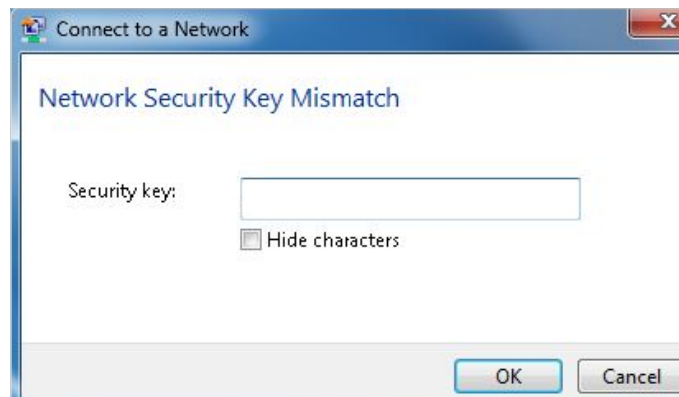 Connect to a Network
Network Security Key Mismatch
Security key:
Hide characters
OK Cancel